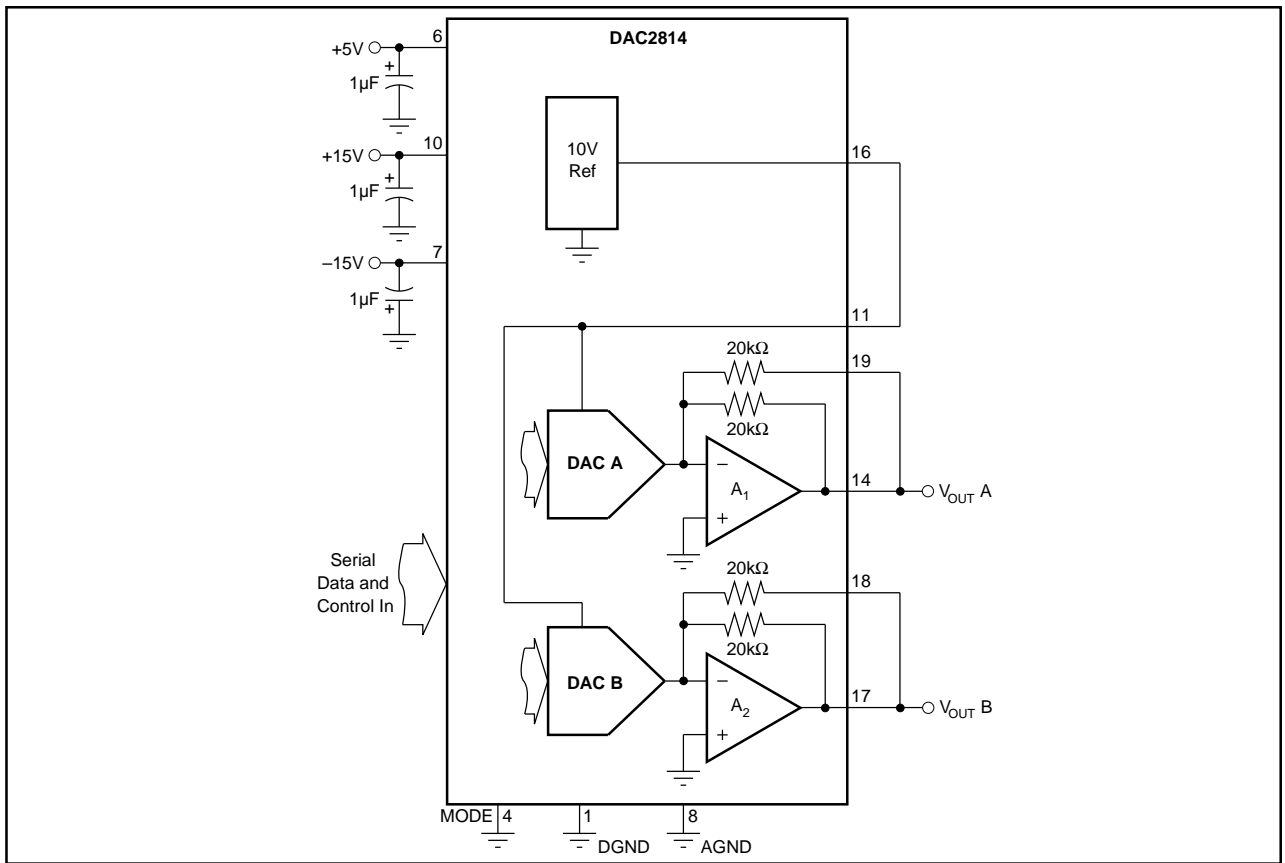 DAC2814
+5V
6
+
1µF
10V
Ref
10
+15V
+
1µF
16
7
–15V
1µF
+
11
20kΩ
19
20kΩ
DAC A
–
A1
+
14
VOUT A
Serial
Data and
Control In
20kΩ
18
20kΩ
DAC B
–
A2
+
17
VOUT B
MODE
4
1
8
DGND
AGND